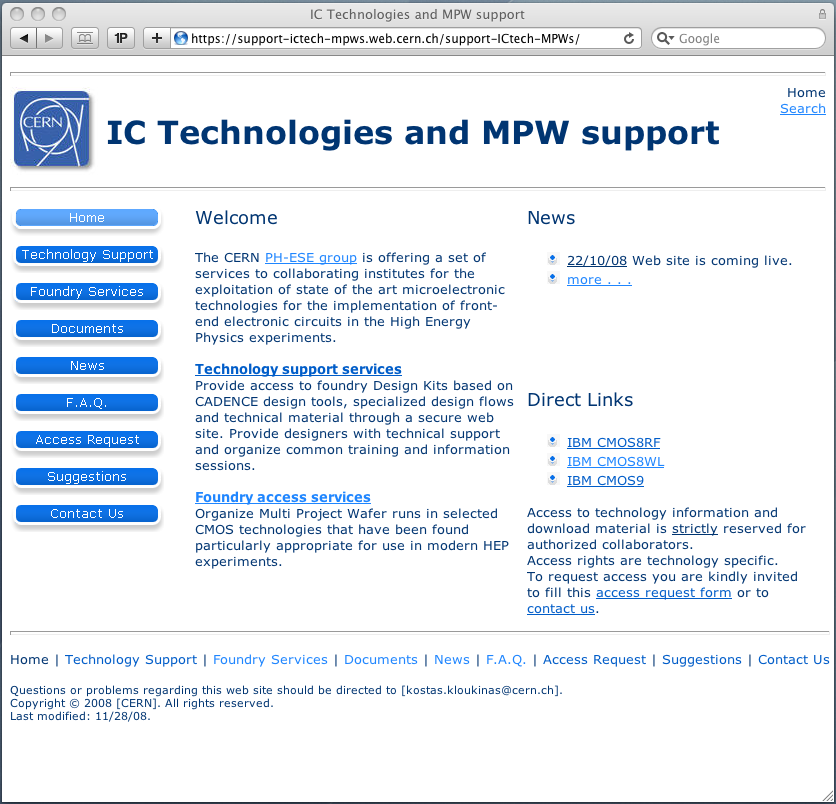 IC Technologies and MPW support
1P
+
https://support-ictech-mpws.web.cern.ch/support-ICtech-MPWs/
Google
Home
Search
CERN
IC Technologies and MPW support
Home
Technology Support
Foundry Services
Documents
News
F.A.Q.
Access Request
Suggestions
Contact Us
Welcome
The CERN PH-ESE group is offering a set of
services to collaborating institutes for the
exploitation of state of the art microelectronic
technologies for the implementation of front-
end electronic circuits in the High Energy
Physics experiments.
Technology support services
Provide access to foundry Design Kits based on
CADENCE design tools, specialized design flows
and technical material through a secure web
site. Provide designers with technical support
and organize common training and information
sessions.
Foundry access services
Organize Multi Project Wafer runs in selected
CMOS technologies that have been found
particularly appropriate for use in modern HEP
experiments.
News
22/10/08 Web site is coming live.
more . . .
Direct Links
IBM CMOS8RF
IBM CMOS8WL
IBM CMOS9
Access to technology information and
download material is strictly reserved for
authorized collaborators.
Access rights are technology specific.
To request access you are kindly invited
to fill this access request form or to
contact us.
Home | Technology Support | Foundry Services | Documents | News | F.A.Q. | Access Request | Suggestions | Contact Us
Questions or problems regarding this web site should be directed to [kostas.kloukinas@cern.ch].
Copyright © 2008 [CERN]. All rights reserved.
Last modified: 11/28/08.